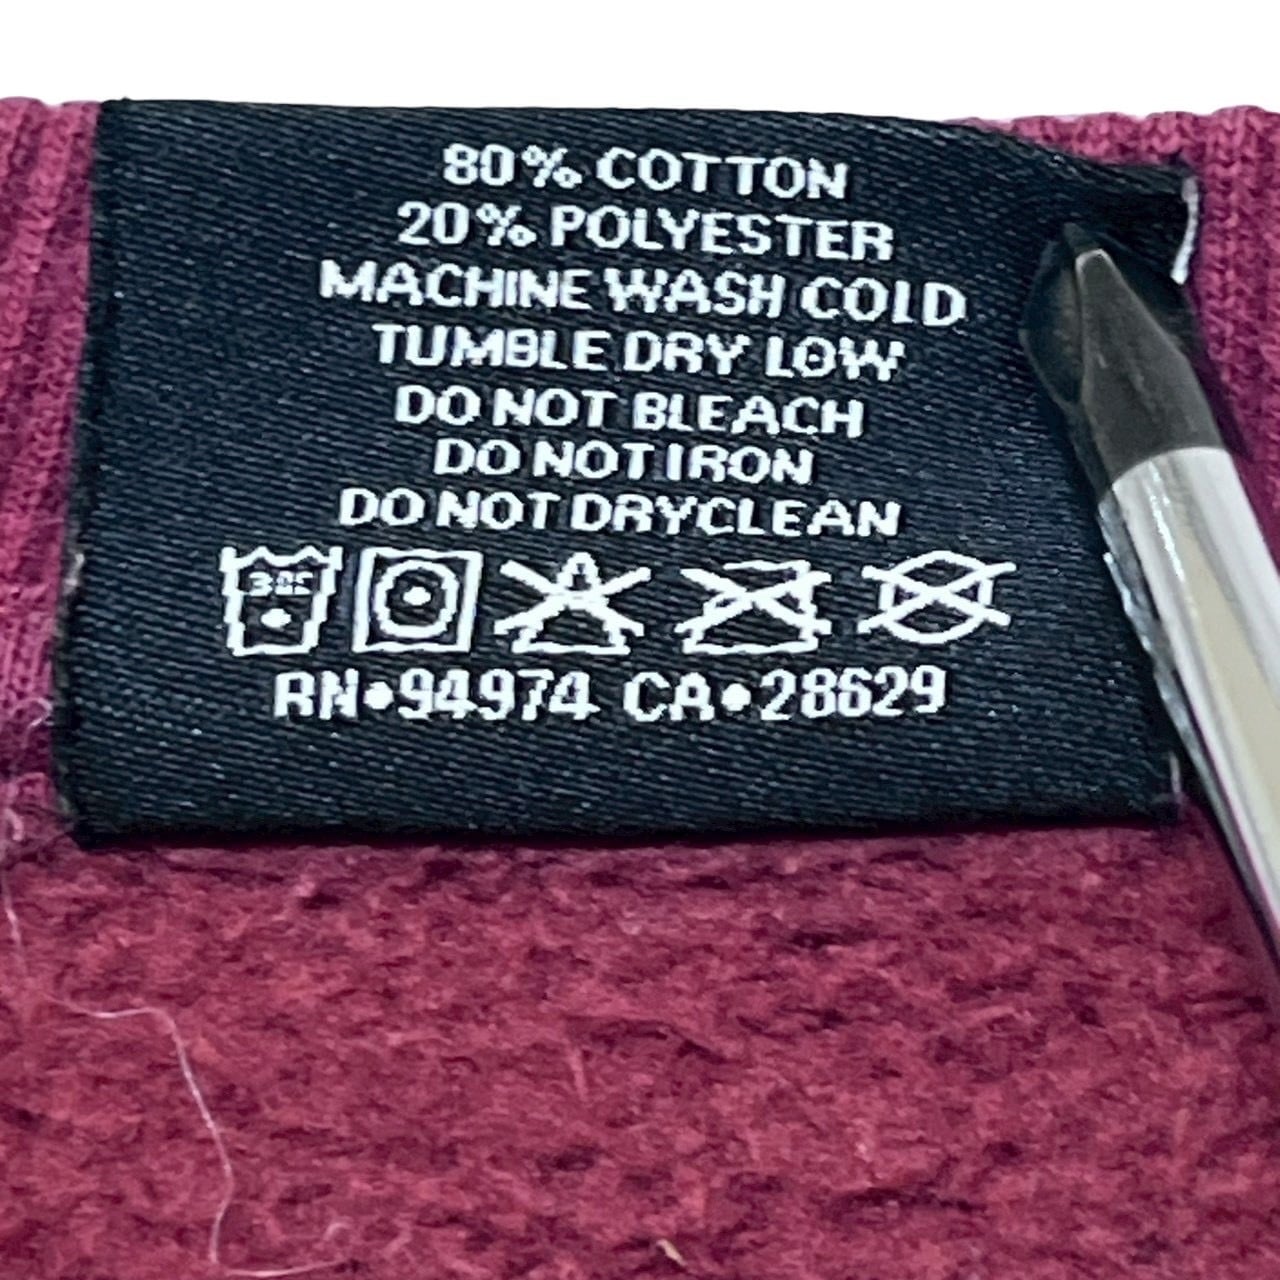 80% COTTON
20% POLYESTER
MACHINE WASH COLD
TUMBLE DRY LOW
DO NOT BLEACH
DO NOT IRON
DO NOT DRYCLEAN
30C
RN•94974 CA•28629